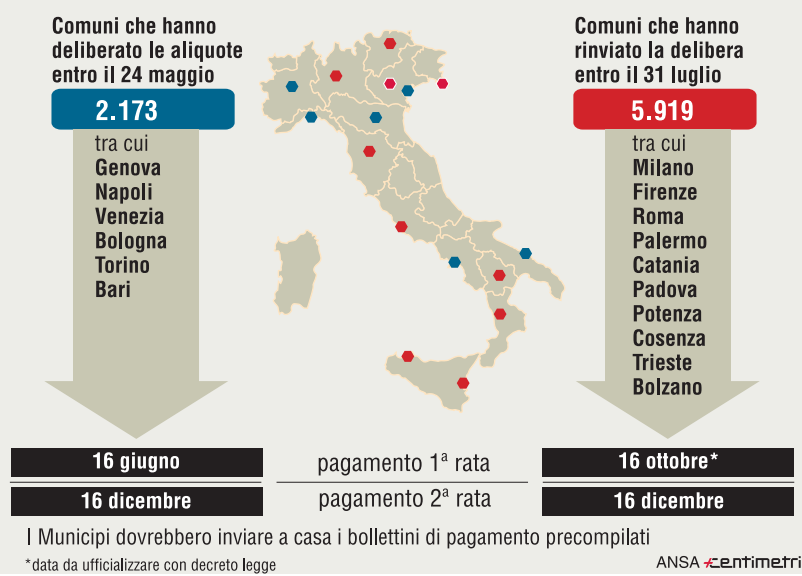 Comuni che hanno
deliberato le aliquote
entro il 24 maggio
2.173
tra cui
Genova
Napoli
Venezia
Bologna
Torino
Bari
Comuni che hanno
rinviato la delibera
entro il 31 luglio
5.919
tra cui
Milano
Firenze
Roma
Palermo
Catania
Padova
Potenza
Cosenza
Trieste
Bolzano
16 giugno
pagamento 1ª rata
16 ottobre*
16 dicembre
pagamento 2ª rata
16 dicembre
I Municipi dovrebbero inviare a casa i bollettini di pagamento precompilati
*data da ufficializzare con decreto legge
ANSA centimetri